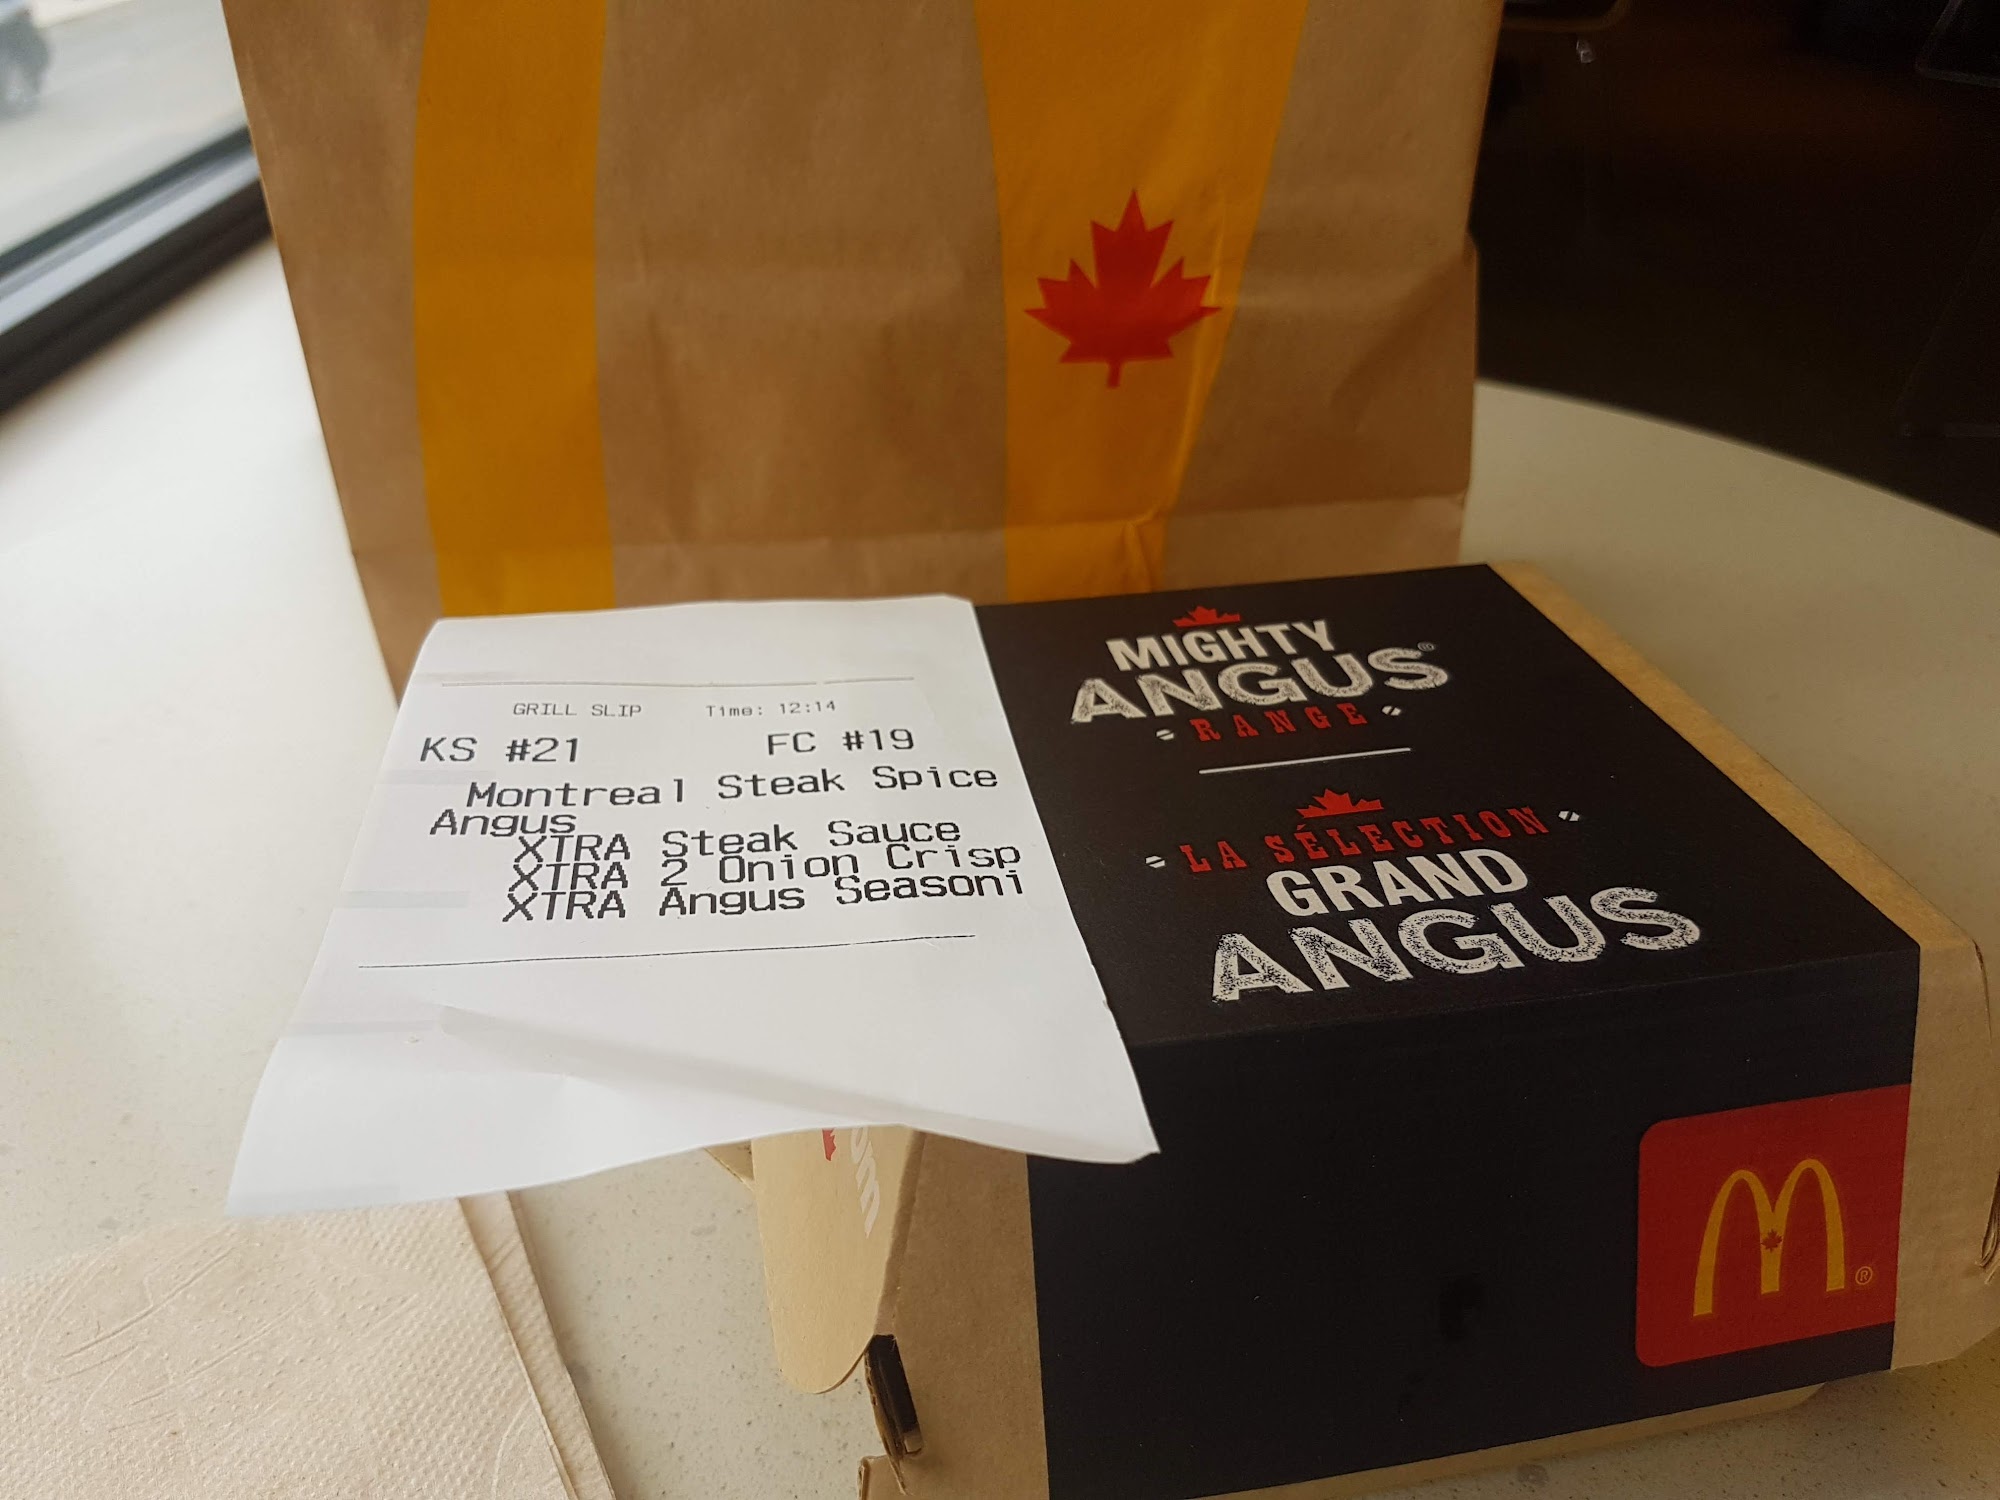 GRILL SLIP Time: 12:14
KS #21 FC #19
Montreal Steak Spice
Angus
XTRA Steak Sauce
XTRA 2 Onion Crisp
XTRA Angus Seasoni
MIGHTY
ANGUS®
RANGE
LA SÉLECTION
GRAND
ANGUS
M®